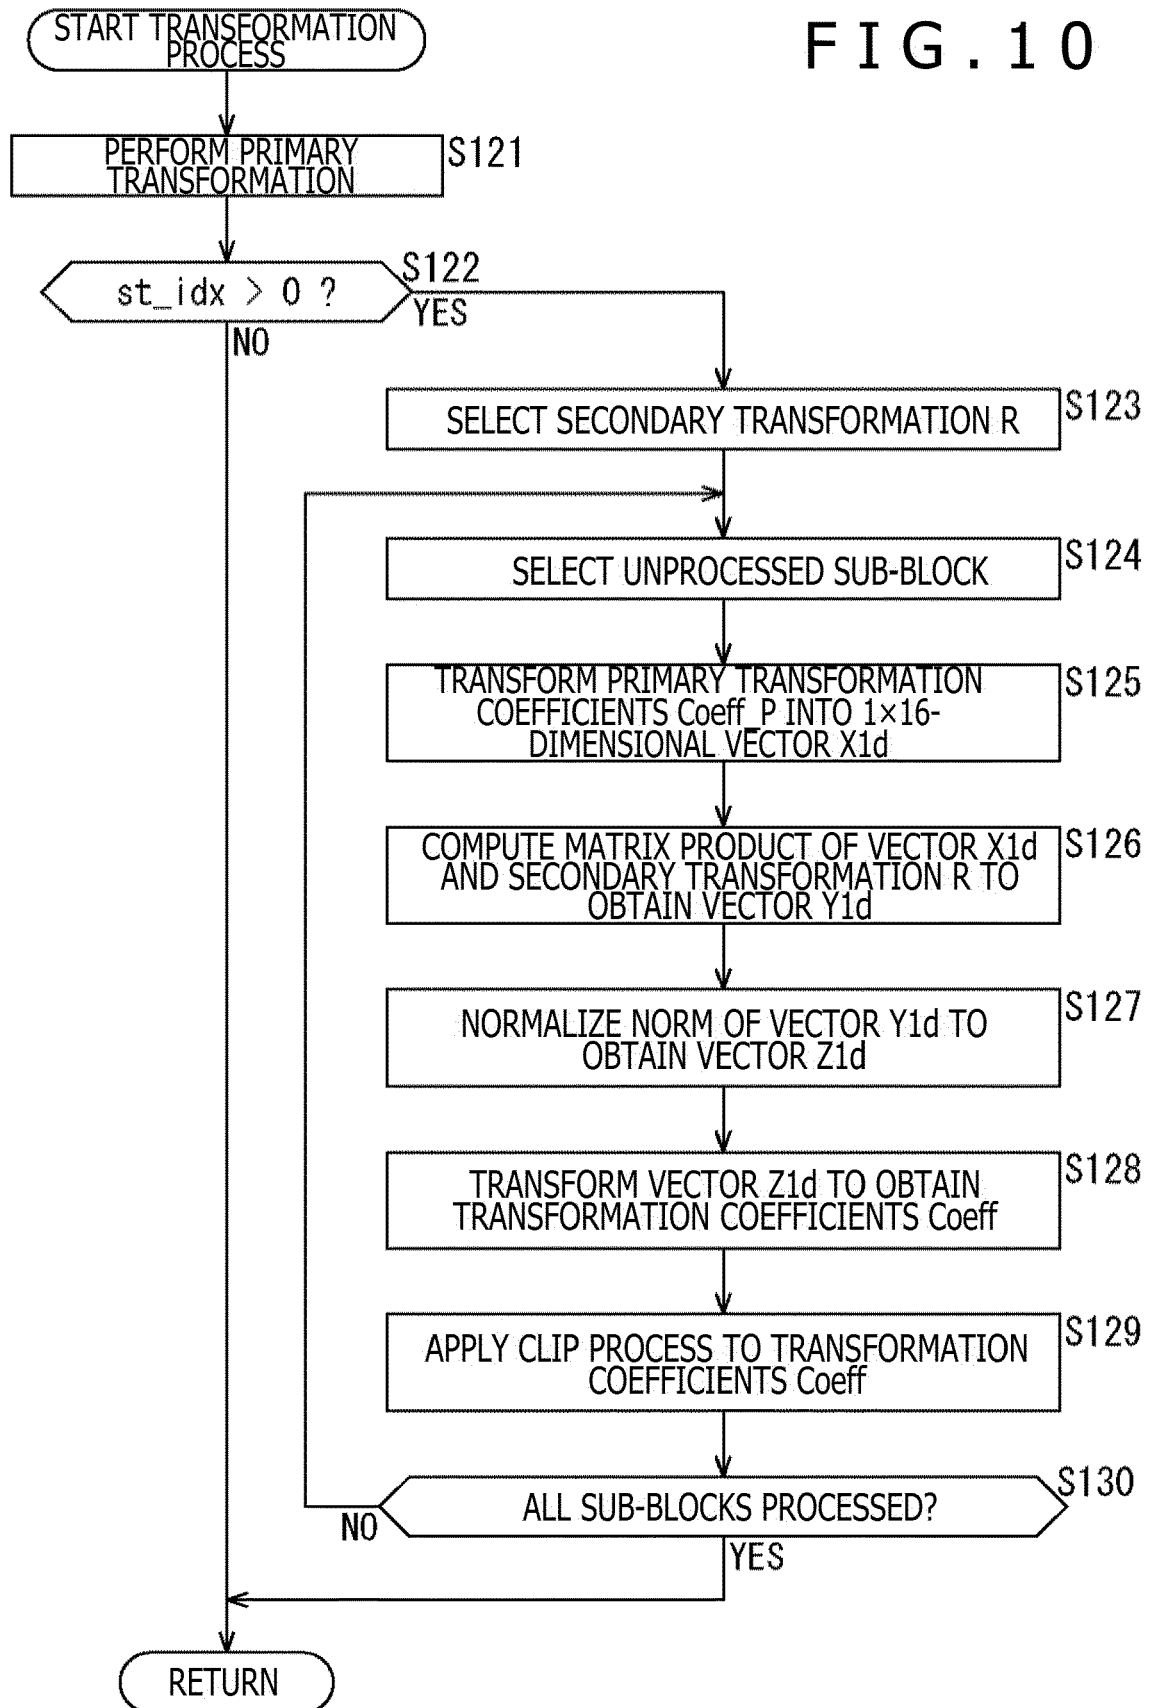 FIG.10
START TRANSFORMATION
PROCESS
PERFORM PRIMARY
TRANSFORMATION
S121
st_idx > 0 ?
S122
YES
NO
SELECT SECONDARY TRANSFORMATION R
S123
SELECT UNPROCESSED SUB-BLOCK
S124
TRANSFORM PRIMARY TRANSFORMATION
COEFFICIENTS Coeff_P INTO 1×16-
DIMENSIONAL VECTOR X1d
S125
COMPUTE MATRIX PRODUCT OF VECTOR X1d
AND SECONDARY TRANSFORMATION R TO
OBTAIN VECTOR Y1d
S126
NORMALIZE NORM OF VECTOR Y1d TO
OBTAIN VECTOR Z1d
S127
TRANSFORM VECTOR Z1d TO OBTAIN
TRANSFORMATION COEFFICIENTS Coeff
S128
APPLY CLIP PROCESS TO TRANSFORMATION
COEFFICIENTS Coeff
S129
ALL SUB-BLOCKS PROCESSED?
S130
NO
YES
RETURN